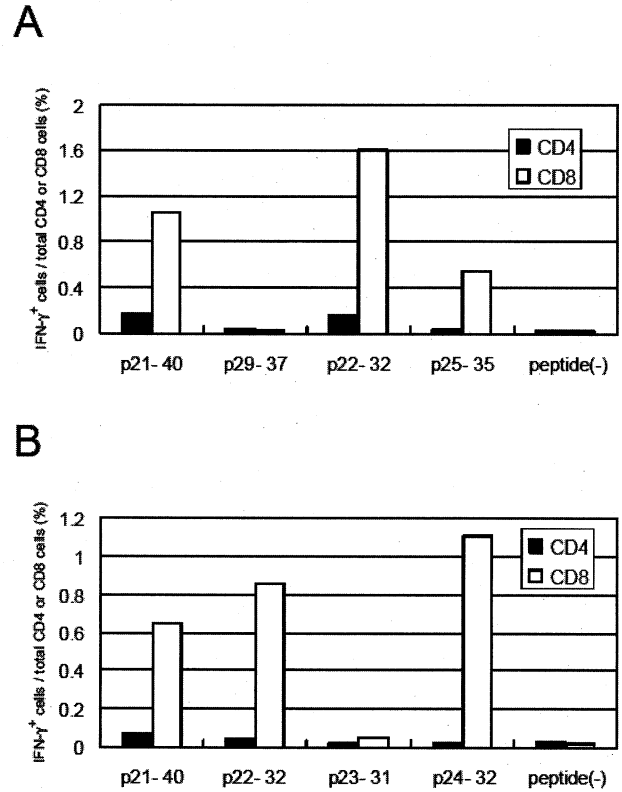 A
IFN-γ+ cells / total CD4 or CD8 cells (%)
2
1.6
1.2
0.8
0.4
0
CD4
CD8
p21- 40
p29- 37
p22- 32
p25- 35
peptide(-)
B
IFN-γ+ cells / total CD4 or CD8 cells (%)
1.2
1
0.8
0.6
0.4
0.2
0
CD4
CD8
p21- 40
p22- 32
p23- 31
p24- 32
peptide(-)